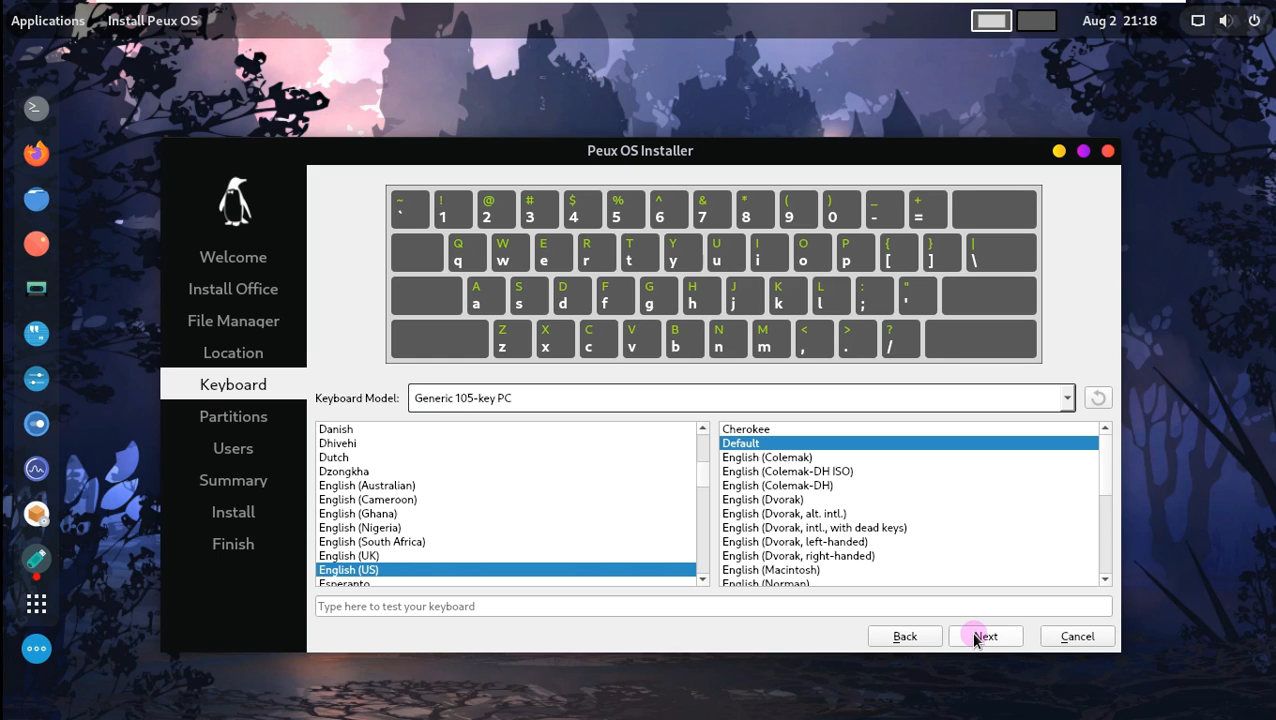 Applications Install Peux OS Aug 2 21:18
Peux OS Installer
Welcome
Install Office
File Manager
Location
Keyboard
Partitions
Users
Summary
Install
Finish
~ ! @ # $ % ^ & * ( ) _ +
` 1 2 3 4 5 6 7 8 9 0 - =
Q W E R T Y U I O P { } |
q w e r t y u i o p [ ] \
A S D F G H J K L : "
a s d f g h j k l ; '
Z X C V B N M < > ?
z x c v b n m , . /
Keyboard Model: Generic 105-key PC
Danish
Dhivehi
Dutch
Dzongkha
English (Australian)
English (Cameroon)
English (Ghana)
English (Nigeria)
English (South Africa)
English (UK)
English (US)
Esperanto
Cherokee
Default
English (Colemak)
English (Colemak-DH ISO)
English (Colemak-DH)
English (Dvorak)
English (Dvorak, alt. intl.)
English (Dvorak, intl., with dead keys)
English (Dvorak, left-handed)
English (Dvorak, right-handed)
English (Macintosh)
English (Norman)
Type here to test your keyboard
Back Next Cancel